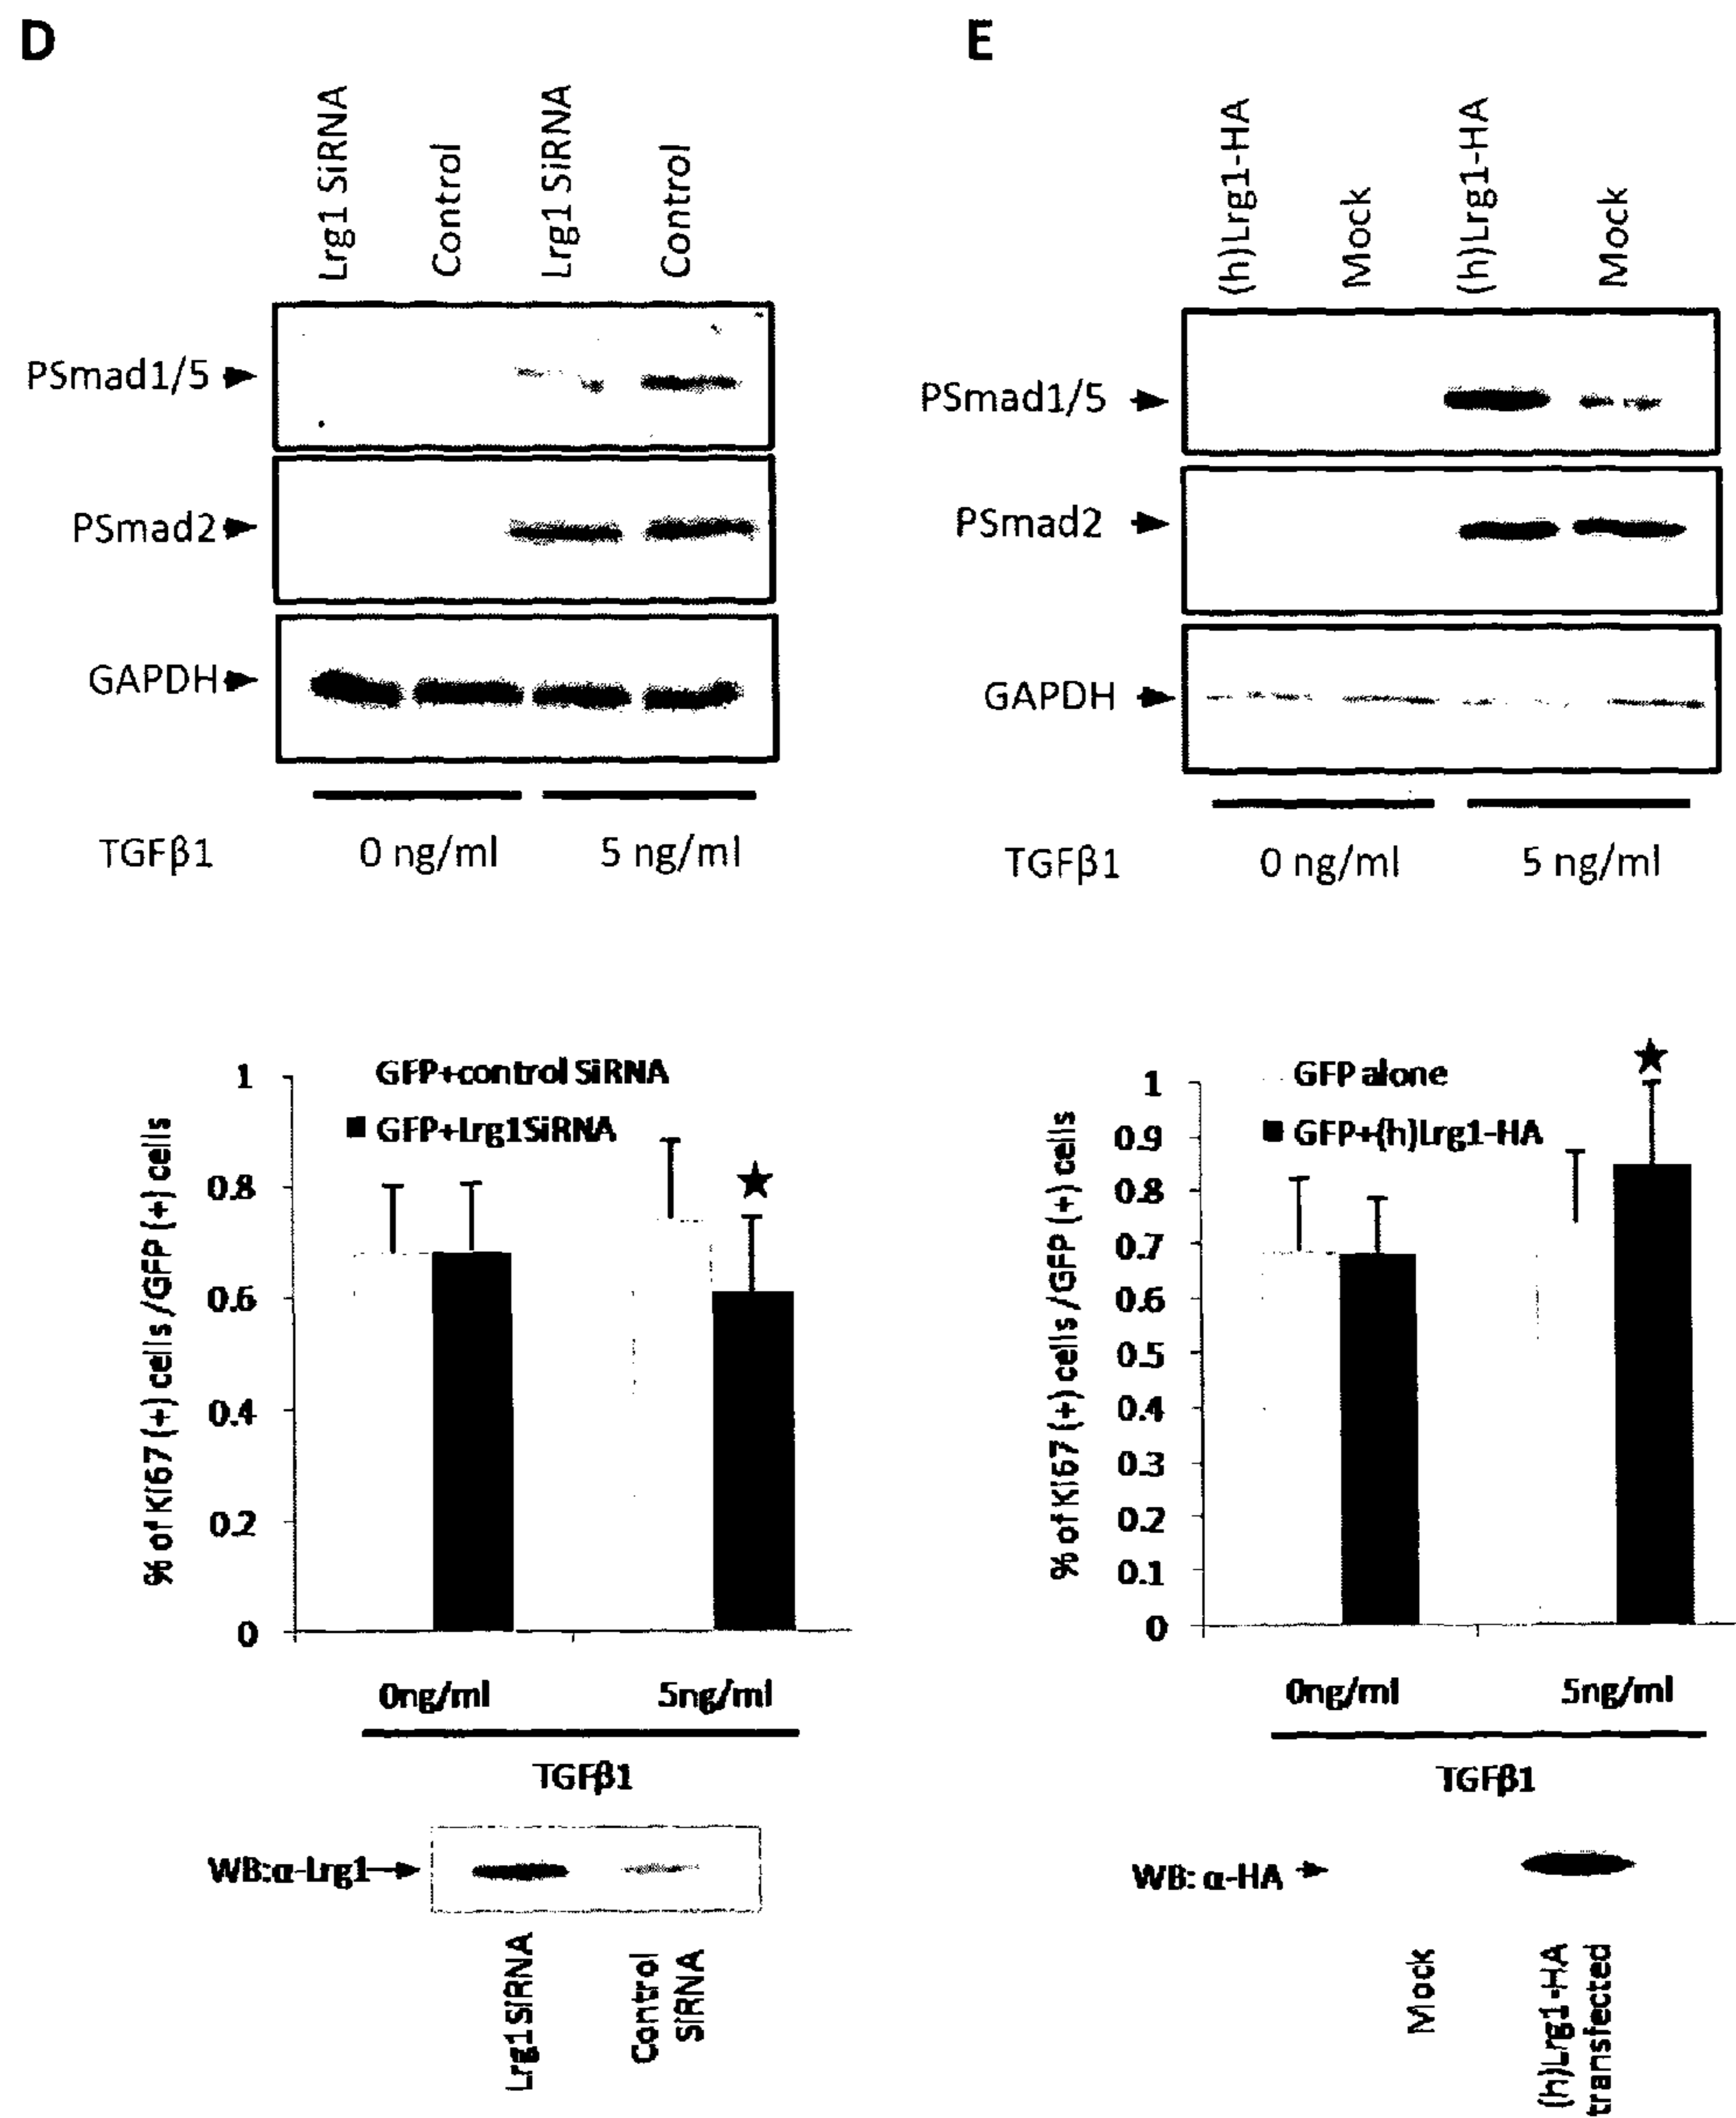 D
Lrg1 SiRNA
Control
Lrg1 SiRNA
Control
PSmad1/5
PSmad2
GAPDH
TGFβ1
0 ng/ml
5 ng/ml
GFP+control SiRNA
GFP+Lrg1SiRNA
% of Ki67 (+) cells /GFP (+) cells
1
0.8
0.6
0.4
0.2
0
0ng/ml
5ng/ml
TGFβ1
WB:α-Lrg1
Lrg1SiRNA
Control
SiRNA
E
(h)Lrg1-HA
Mock
(h)Lrg1-HA
Mock
PSmad1/5
PSmad2
GAPDH
TGFβ1
0 ng/ml
5 ng/ml
GFP alone
GFP+(h)Lrg1-HA
% of Ki67 (+) cells /GFP (+) cells
1
0.9
0.8
0.7
0.6
0.5
0.4
0.3
0.2
0.1
0
0ng/ml
5ng/ml
TGFβ1
WB: α-HA
Mock
(h)Lrg1-HA
transfected